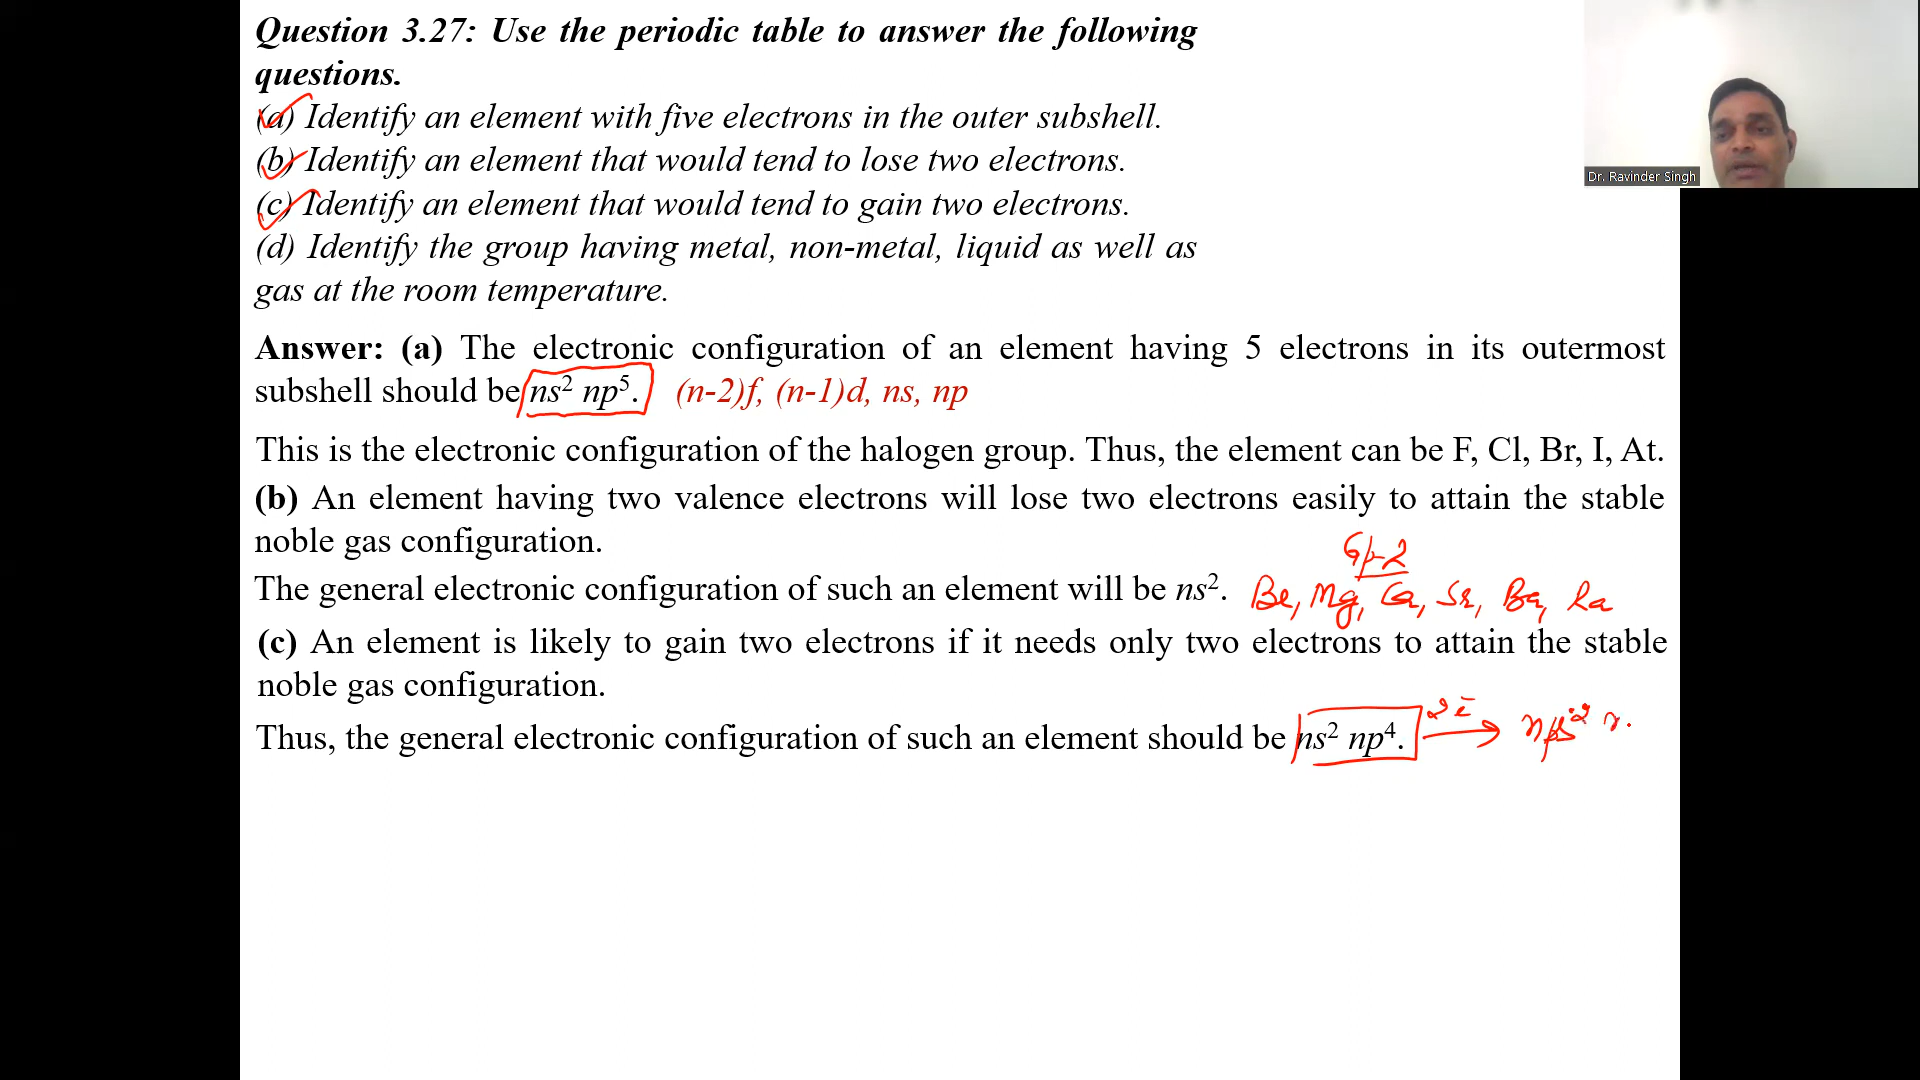 Question 3.27: Use the periodic table to answer the following
questions.
(a) Identify an element with five electrons in the outer subshell.
(b) Identify an element that would tend to lose two electrons.
(c) Identify an element that would tend to gain two electrons.
(d) Identify the group having metal, non-metal, liquid as well as
gas at the room temperature.
Dr. Ravinder Singh
Answer: (a) The electronic configuration of an element having 5 electrons in its outermost
subshell should be ns² np⁵. (n-2)f, (n-1)d, ns, np
This is the electronic configuration of the halogen group. Thus, the element can be F, Cl, Br, I, At.
(b) An element having two valence electrons will lose two electrons easily to attain the stable
noble gas configuration.
Gp-2
The general electronic configuration of such an element will be ns². Be, Mg, Ca, Sr, Ba, Ra
(c) An element is likely to gain two electrons if it needs only two electrons to attain the stable
noble gas configuration.
2e⁻
Thus, the general electronic configuration of such an element should be ns² np⁴. →